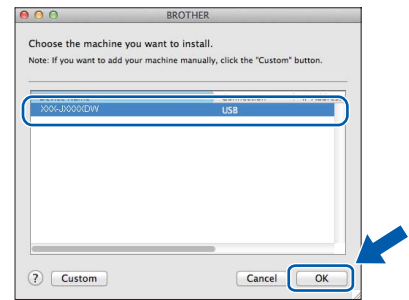 BROTHER
Choose the machine you want to install.
Note: If you want to add your machine manually, click the "Custom" button.
XXX-JXXXXDW USB
? Custom Cancel OK